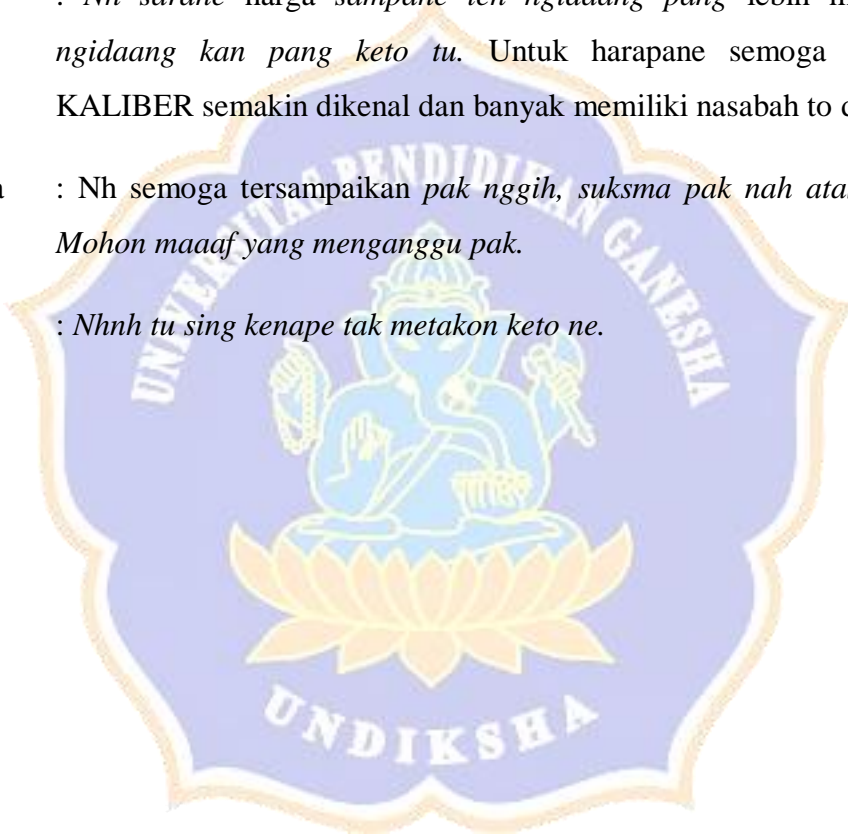 : Nh sarane harga sampane ten ngidaang pang lebih
ngidaang kan pang keto tu. Untuk harapane semoga
KALIBER semakin dikenal dan banyak memiliki nasabah to
a : Nh semoga tersampaikan pak nggih, suksma pak nah
Mohon maaaf yang menganggu pak.
: Nhnh tu sing kenape tak metakon keto ne.
UNIVERSITAS PENDIDIKAN GANESHA
UNDIKSHA